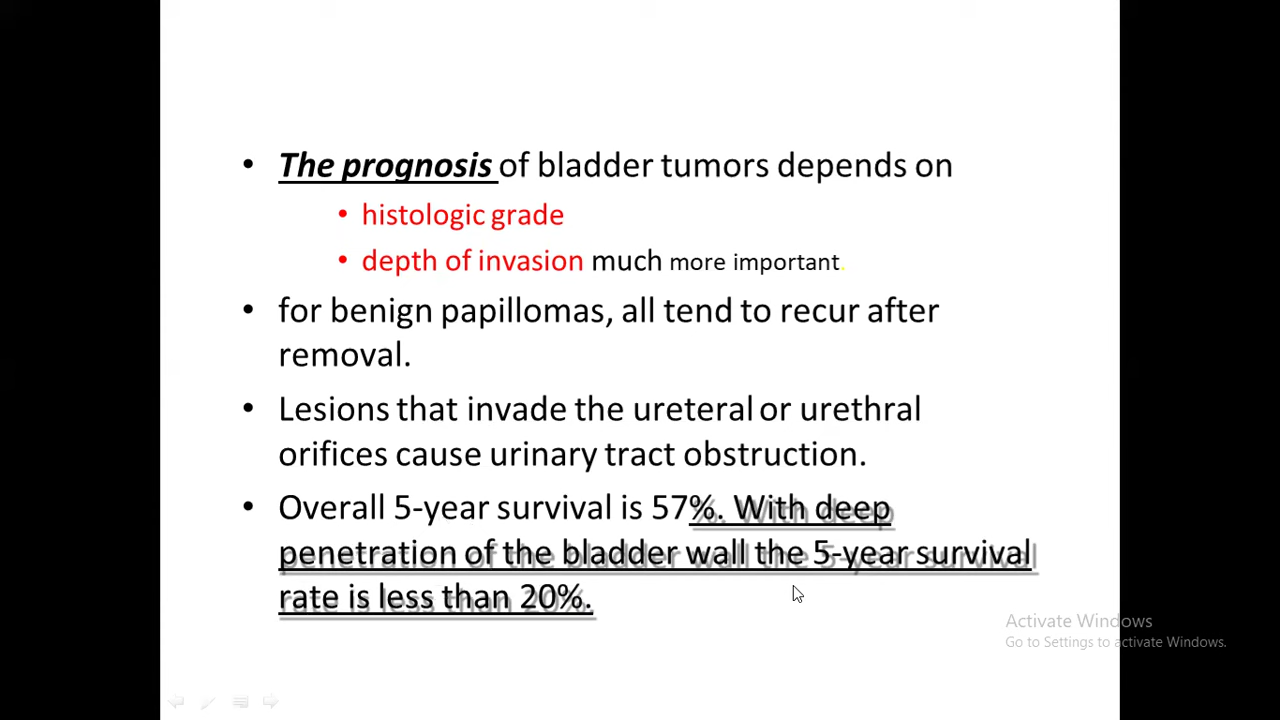 • The prognosis of bladder tumors depends on
• histologic grade
• depth of invasion much more important.
• for benign papillomas, all tend to recur after
removal.
• Lesions that invade the ureteral or urethral
orifices cause urinary tract obstruction.
• Overall 5-year survival is 57%. With deep
penetration of the bladder wall the 5-year survival
rate is less than 20%.
Activate Windows
Go to Settings to activate Windows.